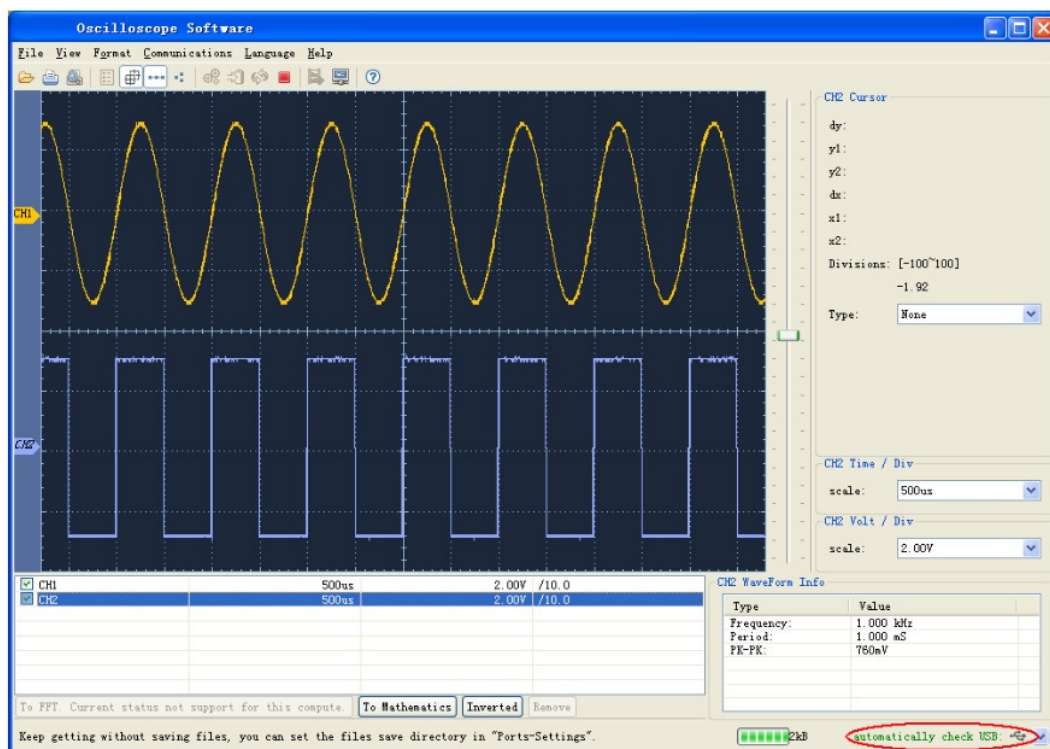 Oscilloscope Software
File View Format Communications Language Help
CH1
CH2
CH2 Cursor
dy:
y1:
y2:
dx:
x1:
x2:
Divisions: [-100~100]
-1.92
Type: None
CH2 Time / Div
scale: 500us
CH2 Volt / Div
scale: 2.00V
CH1 500us 2.00V /10.0
CH2 500us 2.00V /10.0
CH2 WaveForm Info
Type Value
Frequency: 1.000 kHz
Period: 1.000 mS
PK-PK: 760mV
To FFT. Current status not support for this compute. To Mathematics Inverted Remove
Keep getting without saving files, you can set the files save directory in "Ports-Settings". 2kB automatically check USB: